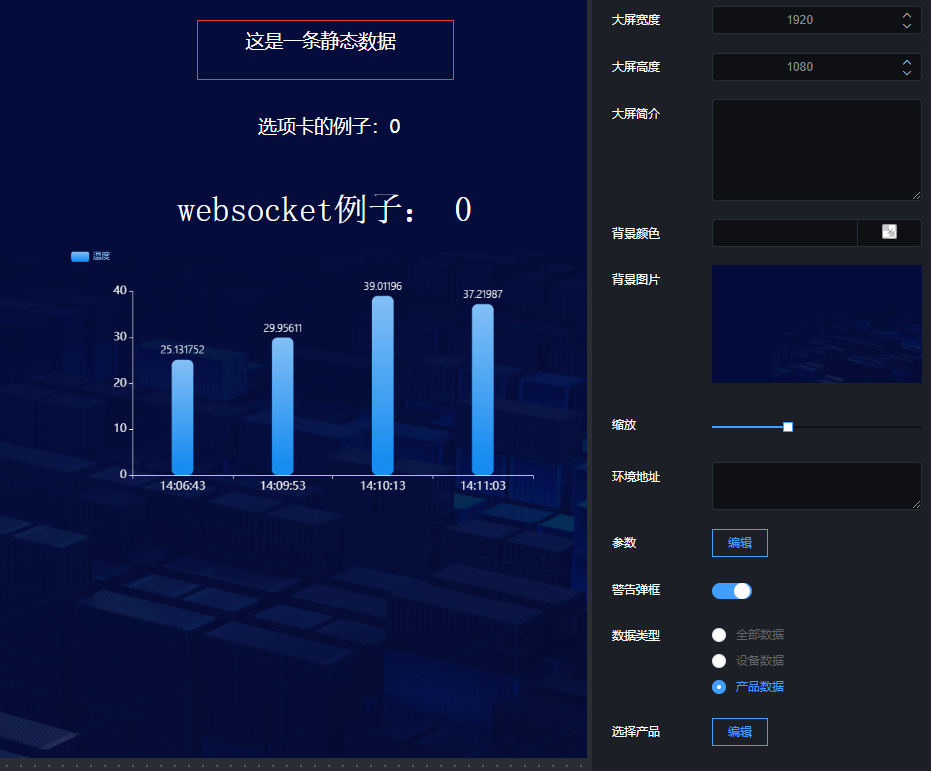 这是一条静态数据
选项卡的例子：0
websocket例子： 0
温度
40
30
20
10
0
25.131752
29.95611
39.01196
37.21987
14:06:43
14:09:53
14:10:13
14:11:03
大屏宽度
1920
大屏高度
1080
大屏简介
背景颜色
背景图片
缩放
环境地址
参数
编辑
警告弹框
数据类型
全部数据
设备数据
产品数据
选择产品
编辑